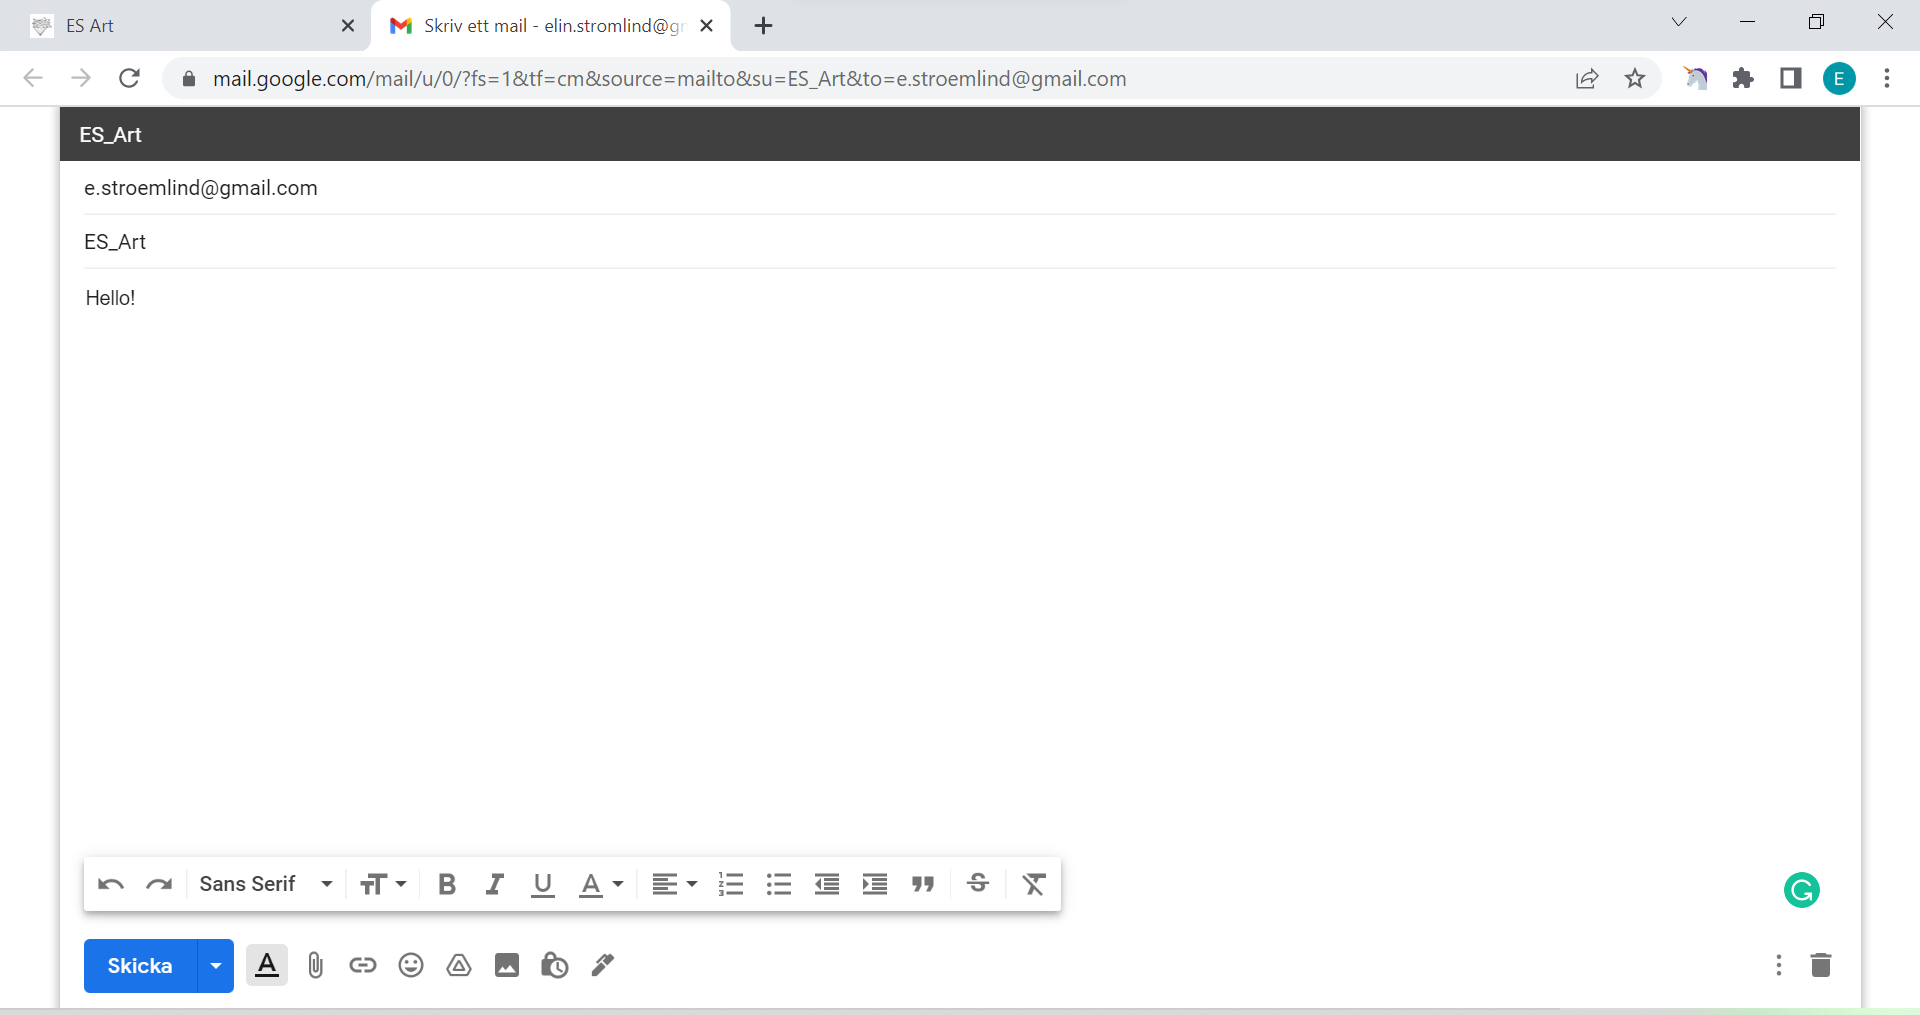 ES Art
Skriv ett mail - elin.stromlind@gr
mail.google.com/mail/u/0/?fs=1&tf=cm&source=mailto&su=ES_Art&to=e.stroemlind@gmail.com
E
ES_Art
e.stroemlind@gmail.com
ES_Art
Hello!
Sans Serif
Skicka